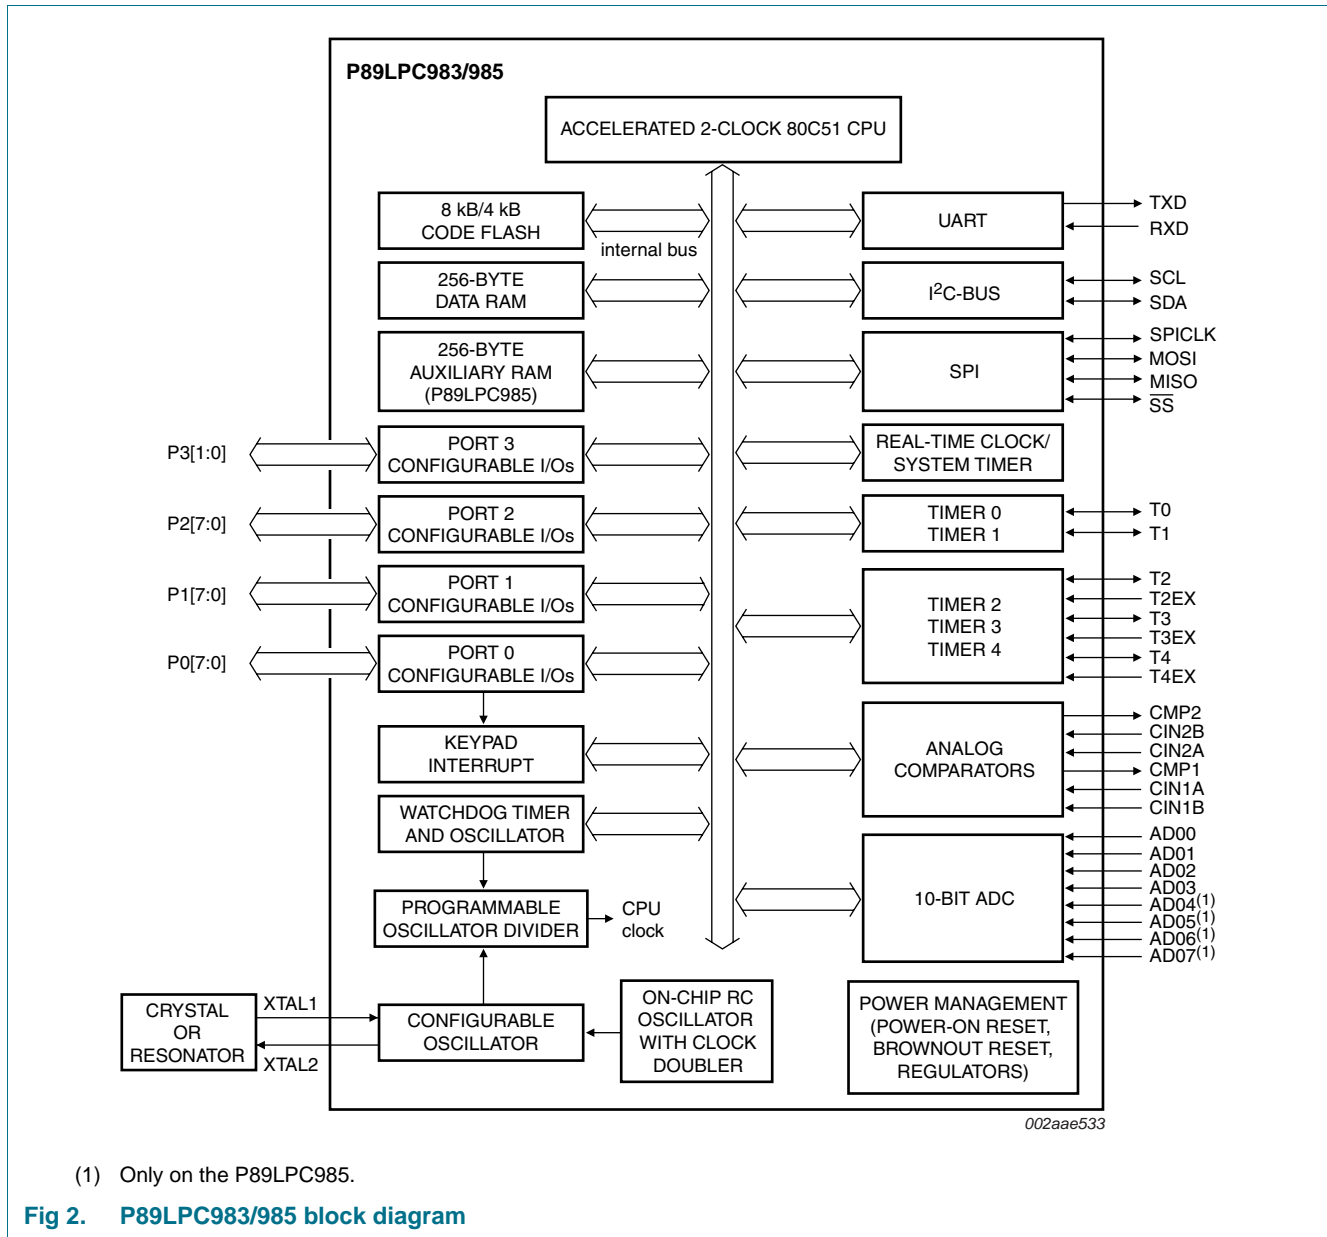 P89LPC983/985
ACCELERATED 2-CLOCK 80C51 CPU
8 kB/4 kB
CODE FLASH
internal bus
256-BYTE
DATA RAM
256-BYTE
AUXILIARY RAM
(P89LPC985)
P3[1:0]
PORT 3
CONFIGURABLE I/Os
P2[7:0]
PORT 2
CONFIGURABLE I/Os
P1[7:0]
PORT 1
CONFIGURABLE I/Os
P0[7:0]
PORT 0
CONFIGURABLE I/Os
KEYPAD
INTERRUPT
WATCHDOG TIMER
AND OSCILLATOR
PROGRAMMABLE
OSCILLATOR DIVIDER
CPU
clock
CRYSTAL
OR
RESONATOR
XTAL1
XTAL2
CONFIGURABLE
OSCILLATOR
ON-CHIP RC
OSCILLATOR
WITH CLOCK
DOUBLER
UART
TXD
RXD
I²C-BUS
SCL
SDA
SPI
SPICLK
MOSI
MISO
SS
REAL-TIME CLOCK/
SYSTEM TIMER
TIMER 0
TIMER 1
T0
T1
TIMER 2
TIMER 3
TIMER 4
T2
T2EX
T3
T3EX
T4
T4EX
ANALOG
COMPARATORS
CMP2
CIN2B
CIN2A
CMP1
CIN1A
CIN1B
10-BIT ADC
AD00
AD01
AD02
AD03
AD04(1)
AD05(1)
AD06(1)
AD07(1)
POWER MANAGEMENT
(POWER-ON RESET,
BROWNOUT RESET,
REGULATORS)
002aae533
(1) Only on the P89LPC985.
Fig 2. P89LPC983/985 block diagram